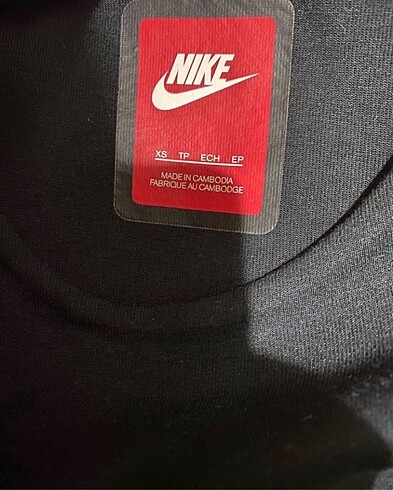 NIKE
XS TP ECH EP
MADE IN CAMBODIA
FABRIQUE AU CAMBODGE